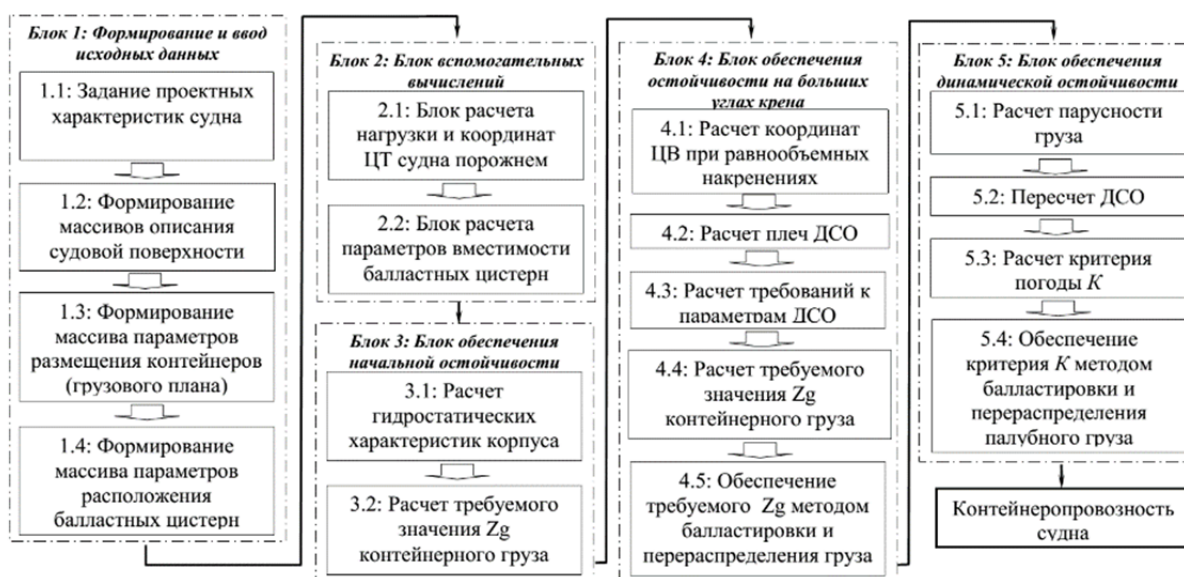 Блок 1: Формирование и ввод
исходных данных
1.1: Задание проектных
характеристик судна
1.2: Формирование
массивов описания
судовой поверхности
1.3: Формирование
массива параметров
размещения контейнеров
(грузового плана)
1.4: Формирование
массива параметров
расположения
балластных цистерн
Блок 2: Блок вспомогательных
вычислений
2.1: Блок расчета
нагрузки и координат
ЦТ судна порожнем
2.2: Блок расчета
параметров вместимости
балластных цистерн
Блок 3: Блок обеспечения
начальной остойчивости
3.1: Расчет
гидростатических
характеристик корпуса
3.2: Расчет требуемого
значения Zg
контейнерного груза
Блок 4: Блок обеспечения
остойчивости на больших
углах крена
4.1: Расчет координат
ЦВ при равнообъемных
накренениях
4.2: Расчет плеч ДСО
4.3: Расчет требований к
параметрам ДСО
4.4: Расчет требуемого
значения Zg
контейнерного груза
4.5: Обеспечение
требуемого Zg методом
балластировки и
перераспределения груза
Блок 5: Блок обеспечения
динамической остойчивости
5.1: Расчет парусности
груза
5.2: Пересчет ДСО
5.3: Расчет критерия
погоды К
5.4: Обеспечение
критерия К методом
балластировки и
перераспределения
палубного груза
Контейнеропровозность
судна